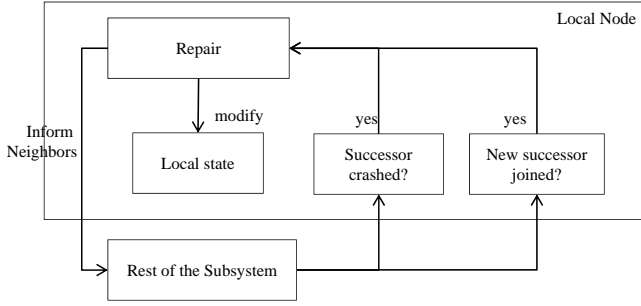 Local Node
Repair
yes
yes
modify
Inform
Neighbors
Local state
Successor
crashed?
New successor
joined?
Rest of the Subsystem